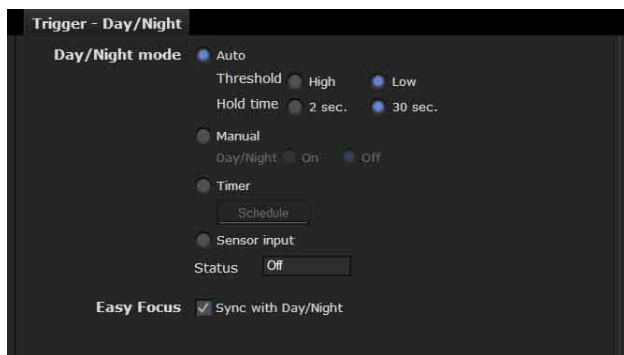 Trigger - Day/Night
Day/Night mode Auto
Threshold High Low
Hold time 2 sec. 30 sec.
Manual
Day/Night On Off
Timer
Schedule
Sensor input
Status Off
Easy Focus Sync with Day/Night